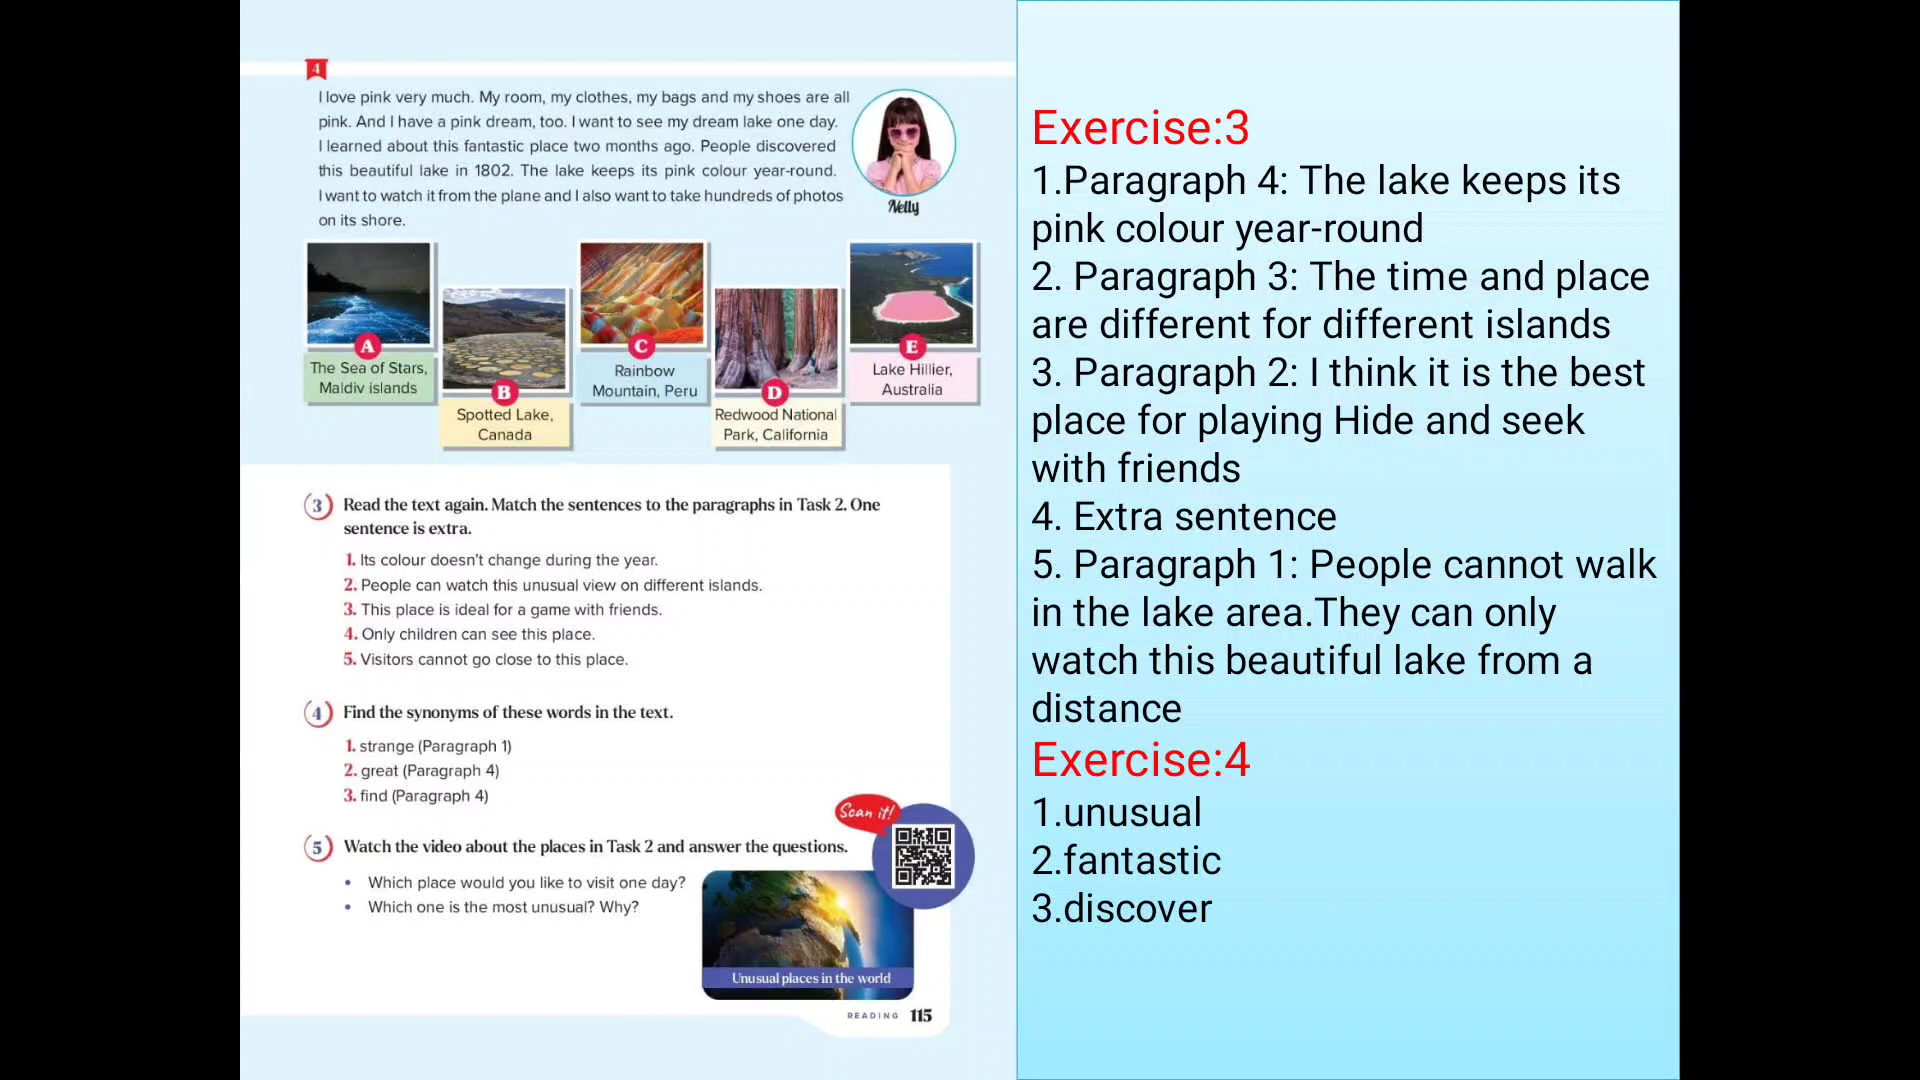 4
I love pink very much. My room, my clothes, my bags and my shoes are all
pink. And I have a pink dream, too. I want to see my dream lake one day.
I learned about this fantastic place two months ago. People discovered
this beautiful lake in 1802. The lake keeps its pink colour year-round.
I want to watch it from the plane and I also want to take hundreds of photos
on its shore.
Nelly
A
The Sea of Stars,
Maldiv islands
B
Spotted Lake,
Canada
C
Rainbow
Mountain, Peru
D
Redwood National
Park, California
E
Lake Hillier,
Australia
3 Read the text again. Match the sentences to the paragraphs in Task 2. One
sentence is extra.
1. Its colour doesn't change during the year.
2. People can watch this unusual view on different islands.
3. This place is ideal for a game with friends.
4. Only children can see this place.
5. Visitors cannot go close to this place.
4 Find the synonyms of these words in the text.
1. strange (Paragraph 1)
2. great (Paragraph 4)
3. find (Paragraph 4)
Scan it!
5 Watch the video about the places in Task 2 and answer the questions.
• Which place would you like to visit one day?
• Which one is the most unusual? Why?
Unusual places in the world
READING 115
Exercise:3
1.Paragraph 4: The lake keeps its
pink colour year-round
2. Paragraph 3: The time and place
are different for different islands
3. Paragraph 2: I think it is the best
place for playing Hide and seek
with friends
4. Extra sentence
5. Paragraph 1: People cannot walk
in the lake area.They can only
watch this beautiful lake from a
distance
Exercise:4
1.unusual
2.fantastic
3.discover